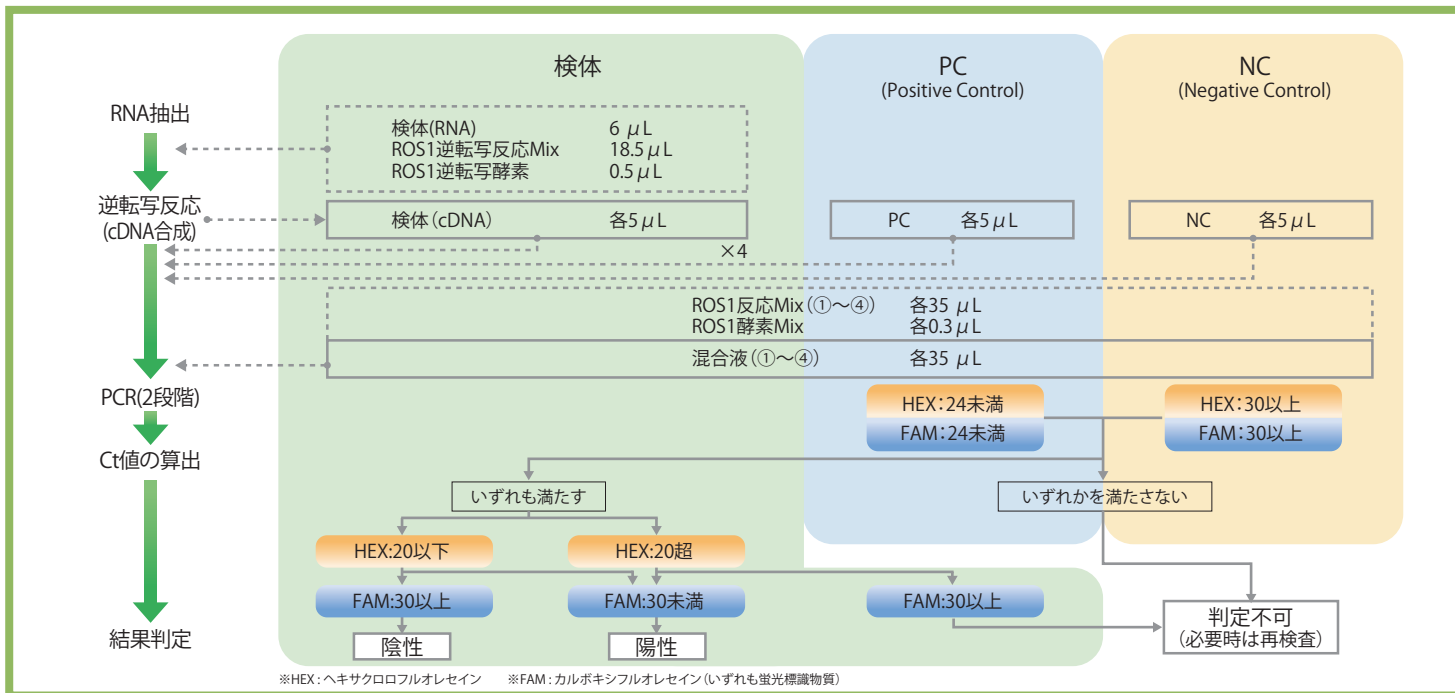 検体
PC
(Positive Control)
NC
(Negative Control)
RNA抽出
検体(RNA) 6 μL
ROS1逆転写反応Mix 18.5μL
ROS1逆転写酵素 0.5μL
逆転写反応
(cDNA合成)
検体(cDNA) 各5μL
×4
PC 各5μL
NC 各5μL
ROS1反応Mix(①～④) 各35 μL
ROS1酵素Mix 各0.3μL
混合液(①～④) 各35 μL
PCR(2段階)
HEX：24未満
FAM：24未満
HEX：30以上
FAM：30以上
Ct値の算出
いずれも満たす
いずれかを満たさない
HEX:20以下
HEX:20超
FAM:30以上
FAM:30未満
FAM:30以上
結果判定
陰性
陽性
判定不可
(必要時は再検査)
※HEX：ヘキサクロロフルオレセイン ※FAM：カルボキシフルオレセイン(いずれも蛍光標識物質)